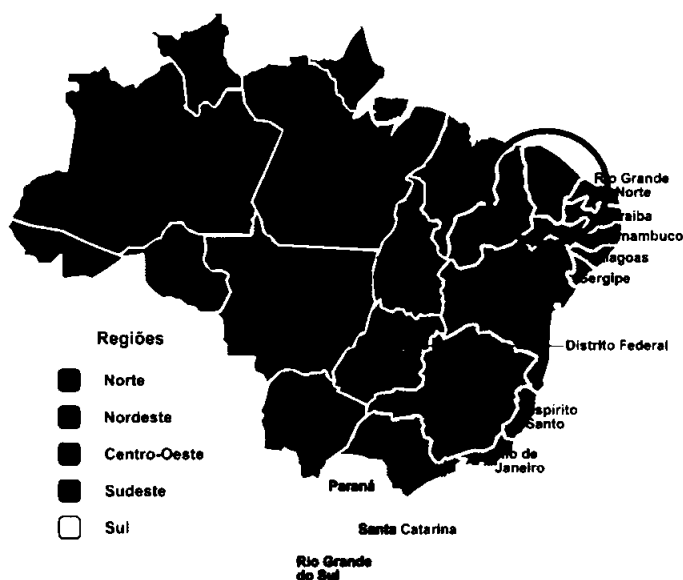 Rio Grande
Norte
raiba
nambuco
lagoas
Sergipe
Regiões
Distrito Federal
Norte
Nordeste
Centro-Oeste
Sudeste
Sul
spírito
Santo
io de
Janeiro
Paraná
Santa Catarina
Rio Grande
do Sul